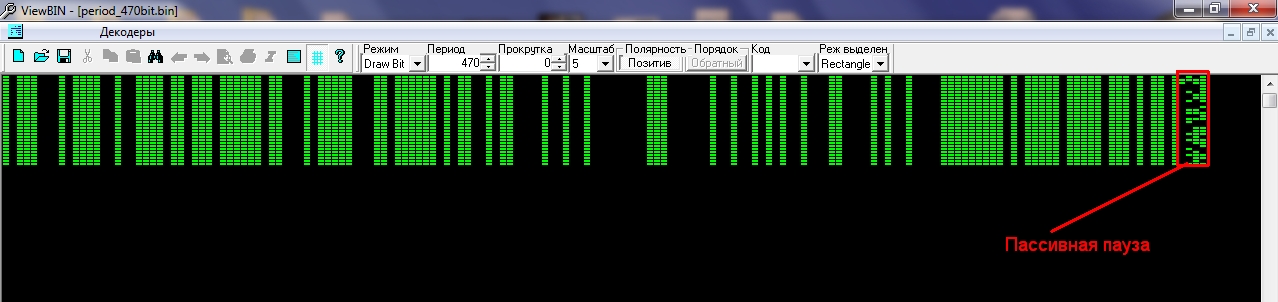 ViewBIN - [period_470bit.bin]
Декодеры
Режим Период Прокрутка Масштаб Полярность Порядок Код Реж выделен
Draw Bit 470 0 5 Позитив Обратный Rectangle
Пассивная пауза